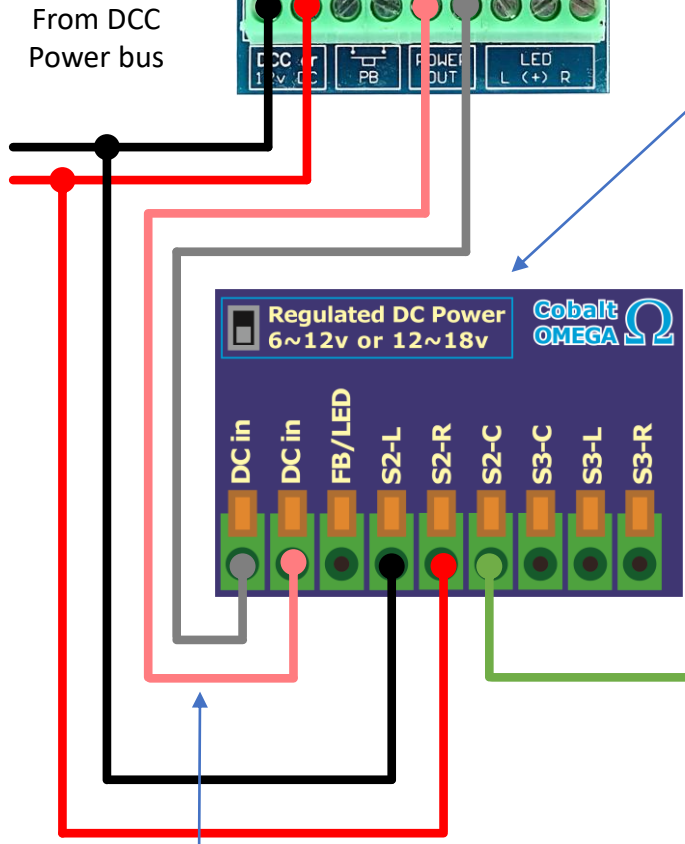 From DCC
Power bus
DCC or
12v DC
PB
POWER
OUT
LED
L (+) R
Regulated DC Power
6~12v or 12~18v
Cobalt
OMEGA Ω
DC in
DC in
FB/LED
S2-L
S2-R
S2-C
S3-C
S3-L
S3-R